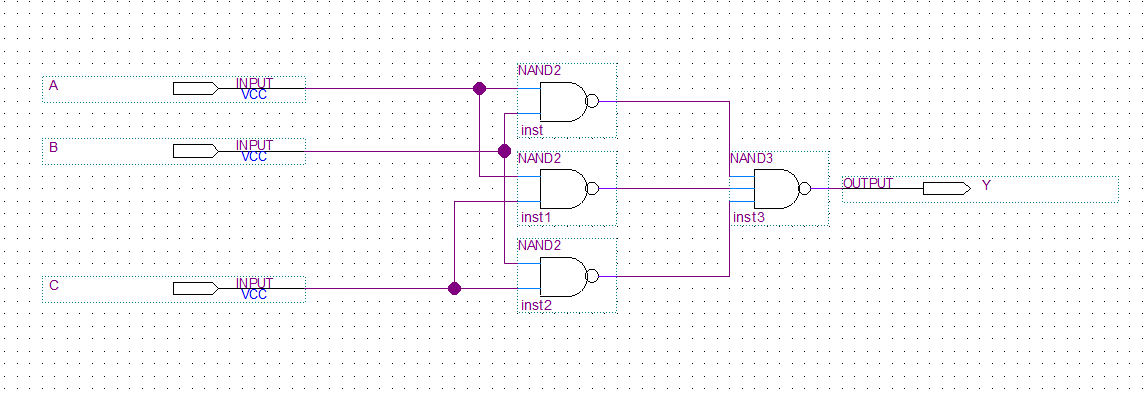 NAND2
A
INPUT
VCC
inst
B
INPUT
VCC
NAND2
NAND3
OUTPUT
Y
inst1
inst3
NAND2
C
INPUT
VCC
inst2